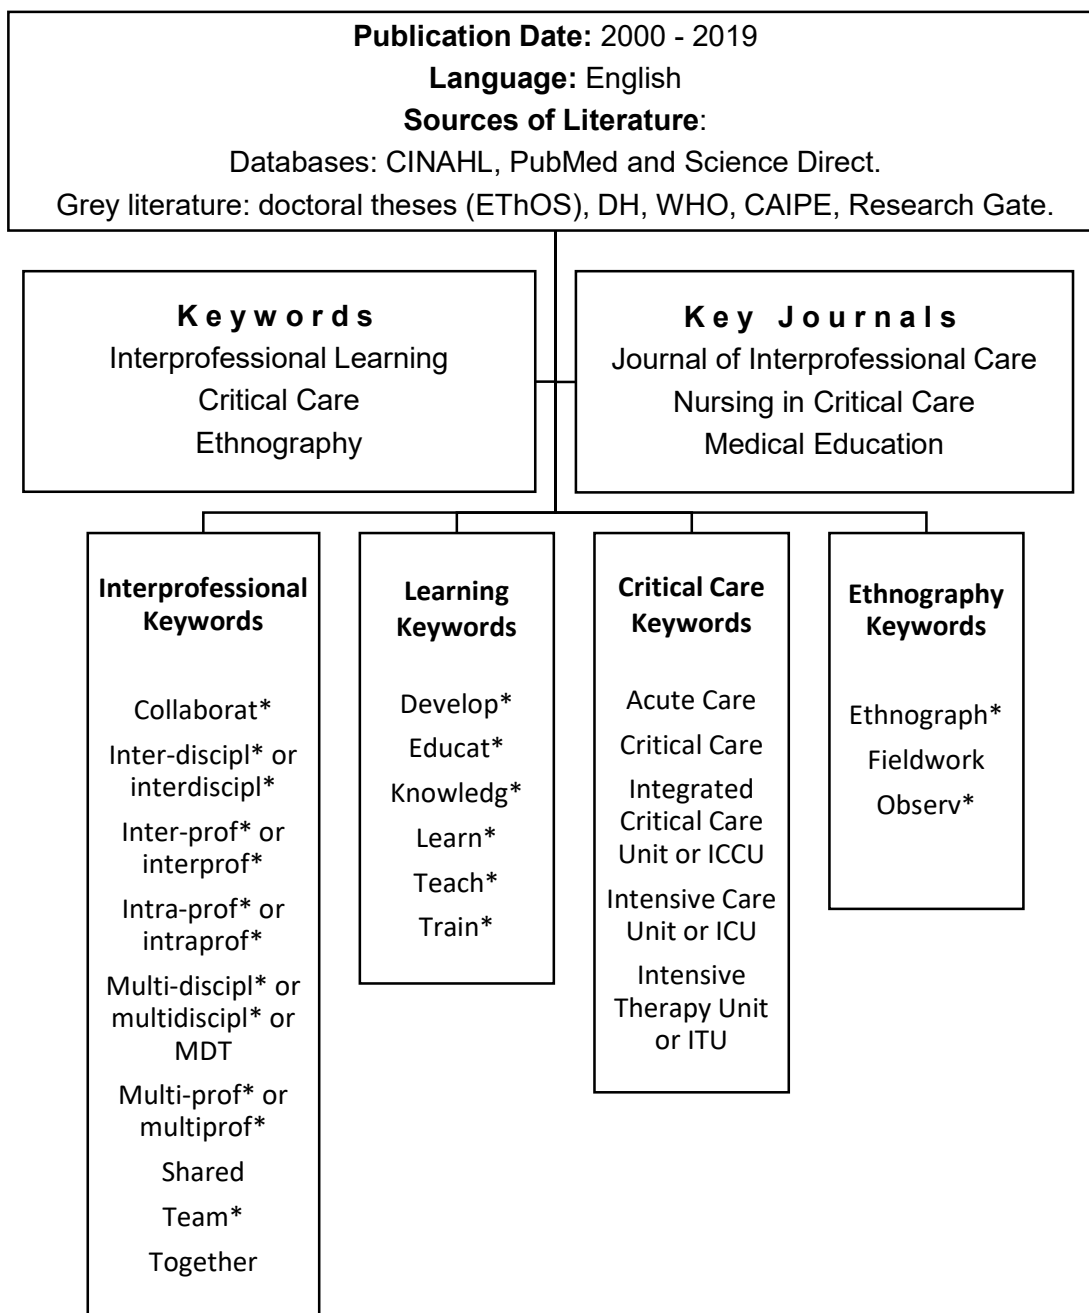 Publication Date: 2000 - 2019
Language: English
Sources of Literature:
Databases: CINAHL, PubMed and Science Direct.
Grey literature: doctoral theses (EThOS), DH, WHO, CAIPE, Research Gate.
Keywords
Interprofessional Learning
Critical Care
Ethnography
Key Journals
Journal of Interprofessional Care
Nursing in Critical Care
Medical Education
Interprofessional
Keywords
Collaborat*
Inter-discipl* or
interdiscipl*
Inter-prof* or
interprof*
Intra-prof* or
intraprof*
Multi-discipl* or
multidiscipl* or
MDT
Multi-prof* or
multiprof*
Shared
Team*
Together
Learning
Keywords
Develop*
Educat*
Knowledg*
Learn*
Teach*
Train*
Critical Care
Keywords
Acute Care
Critical Care
Integrated
Critical Care
Unit or ICCU
Intensive Care
Unit or ICU
Intensive
Therapy Unit
or ITU
Ethnography
Keywords
Ethnograph*
Fieldwork
Observ*